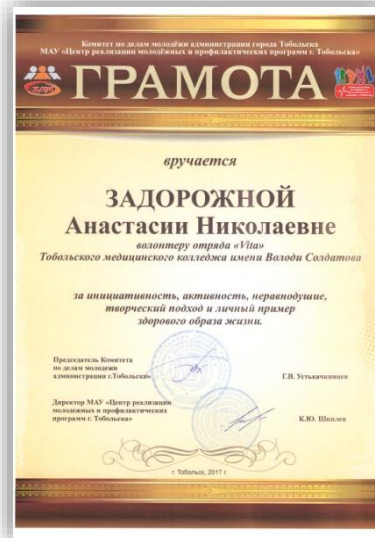 Комитет по делам молодёжи администрации города Тобольска
МАУ «Центр реализации молодёжных и профилактических программ г. Тобольска»
ГРАМОТА
вручается
ЗАДОРОЖНОЙ
Анастасии Николаевне
волонтеру отряда «Vita»
Тобольского медицинского колледжа имени Володи Солдатова
за инициативность, активность, неравнодушие,
творческий подход и личный пример
здорового образа жизни.
Председатель Комитета
по делам молодежи
администрации г.Тобольска
Г.В. Устькачкинцев
Директор МАУ «Центр реализации
молодежных и профилактических
программ г. Тобольска»
К.Ю. Шкилев
г. Тобольск, 2017 г.